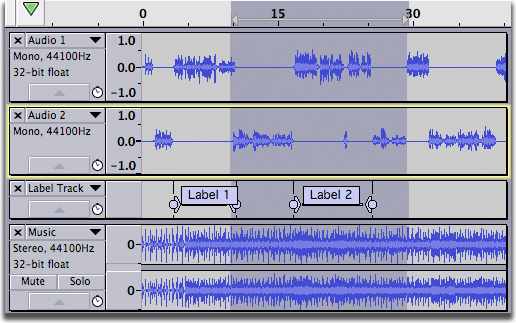 0 15 30
Audio 1
Mono, 44100Hz
32-bit float
1.0
0.0
-1.0
Audio 2
Mono, 44100Hz
1.0
0.0
-1.0
Label Track
Label 1 Label 2
Music
Stereo, 44100Hz
32-bit float
Mute Solo
0
0